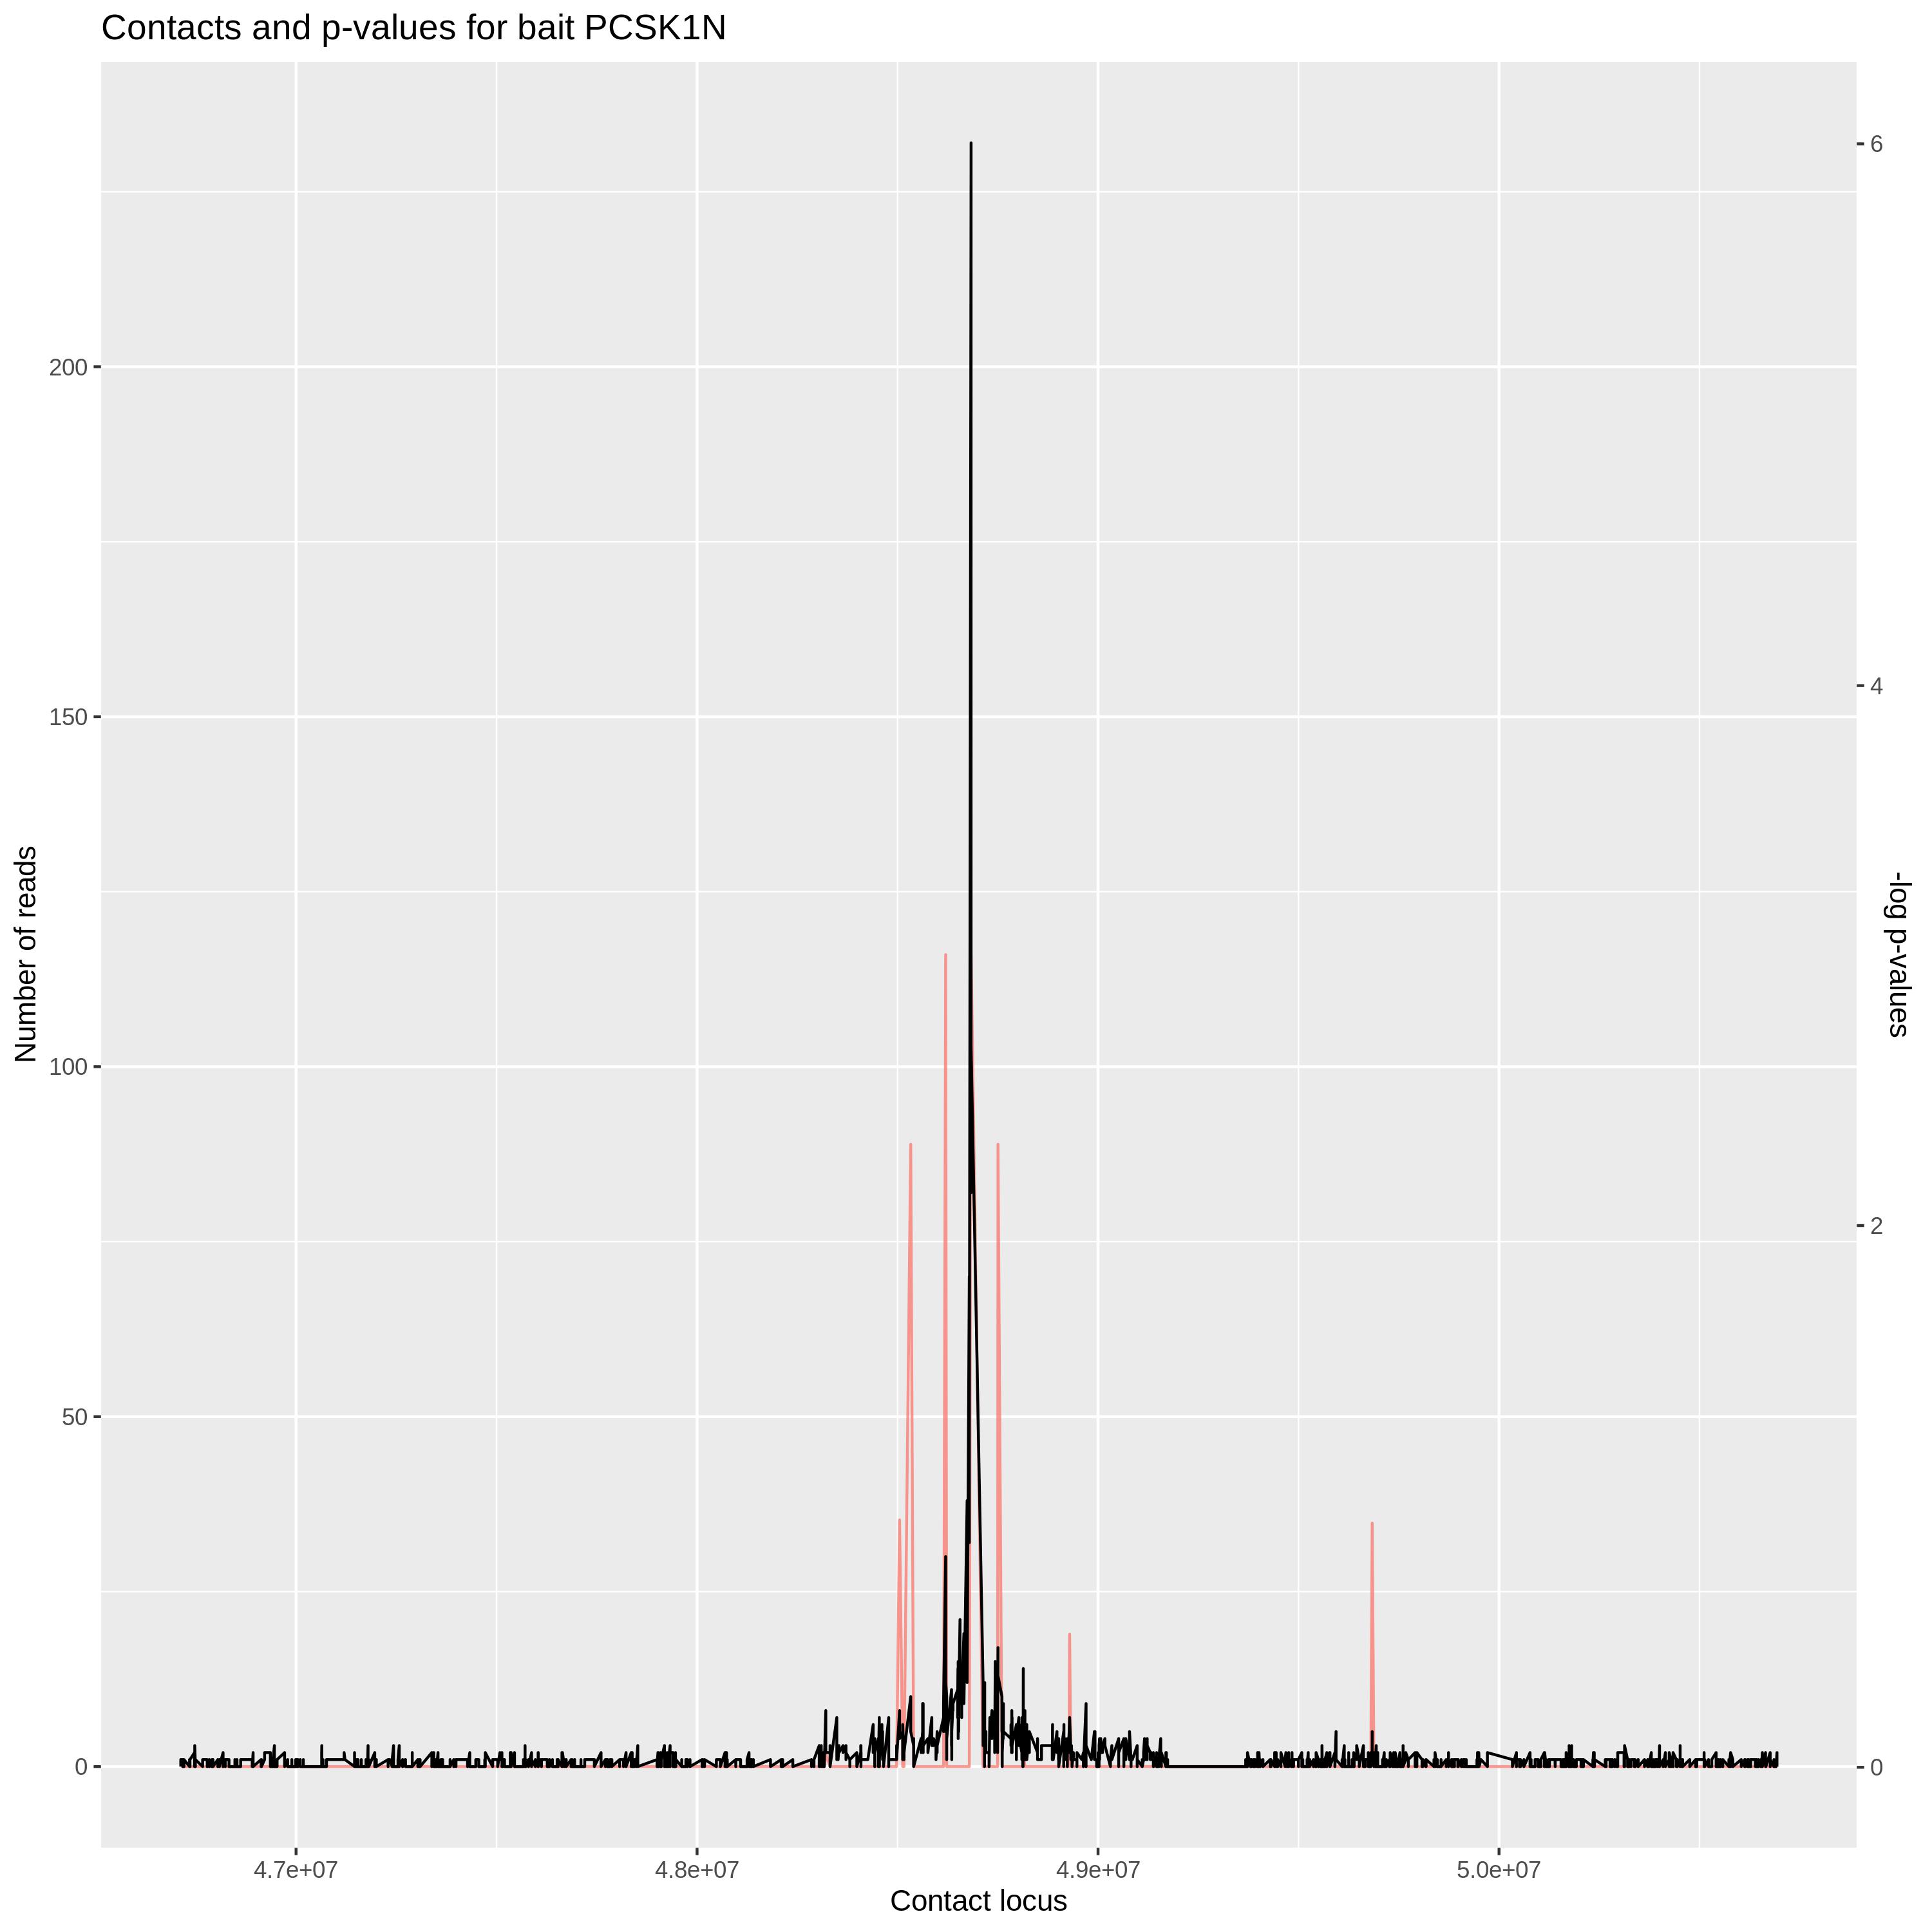 Contacts and p-values for bait PCSK1N
Number of reads
200
150
100
50
0
6
4
2
0
-log p-values
4.7e+07
4.8e+07
4.9e+07
5.0e+07
Contact locus